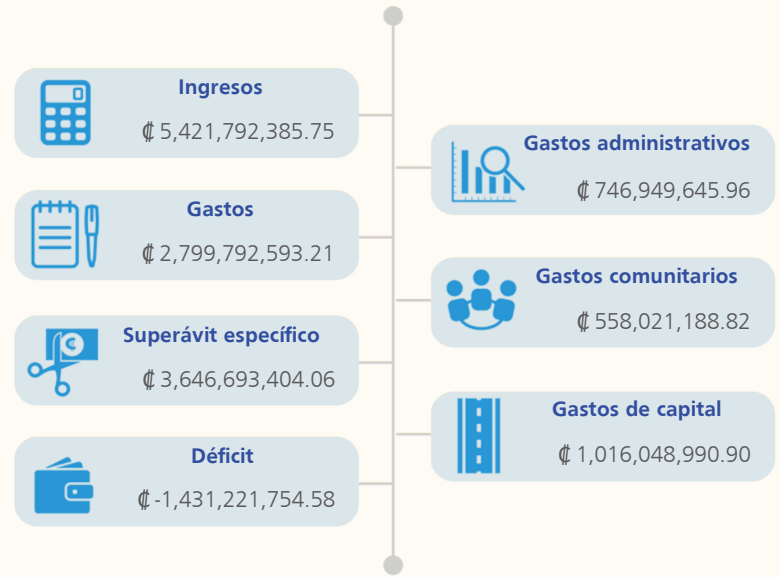 Ingresos
₡ 5,421,792,385.75
Gastos
₡ 2,799,792,593.21
Superávit específico
₡ 3,646,693,404.06
Déficit
₡ -1,431,221,754.58
Gastos administrativos
₡ 746,949,645.96
Gastos comunitarios
₡ 558,021,188.82
Gastos de capital
₡ 1,016,048,990.90